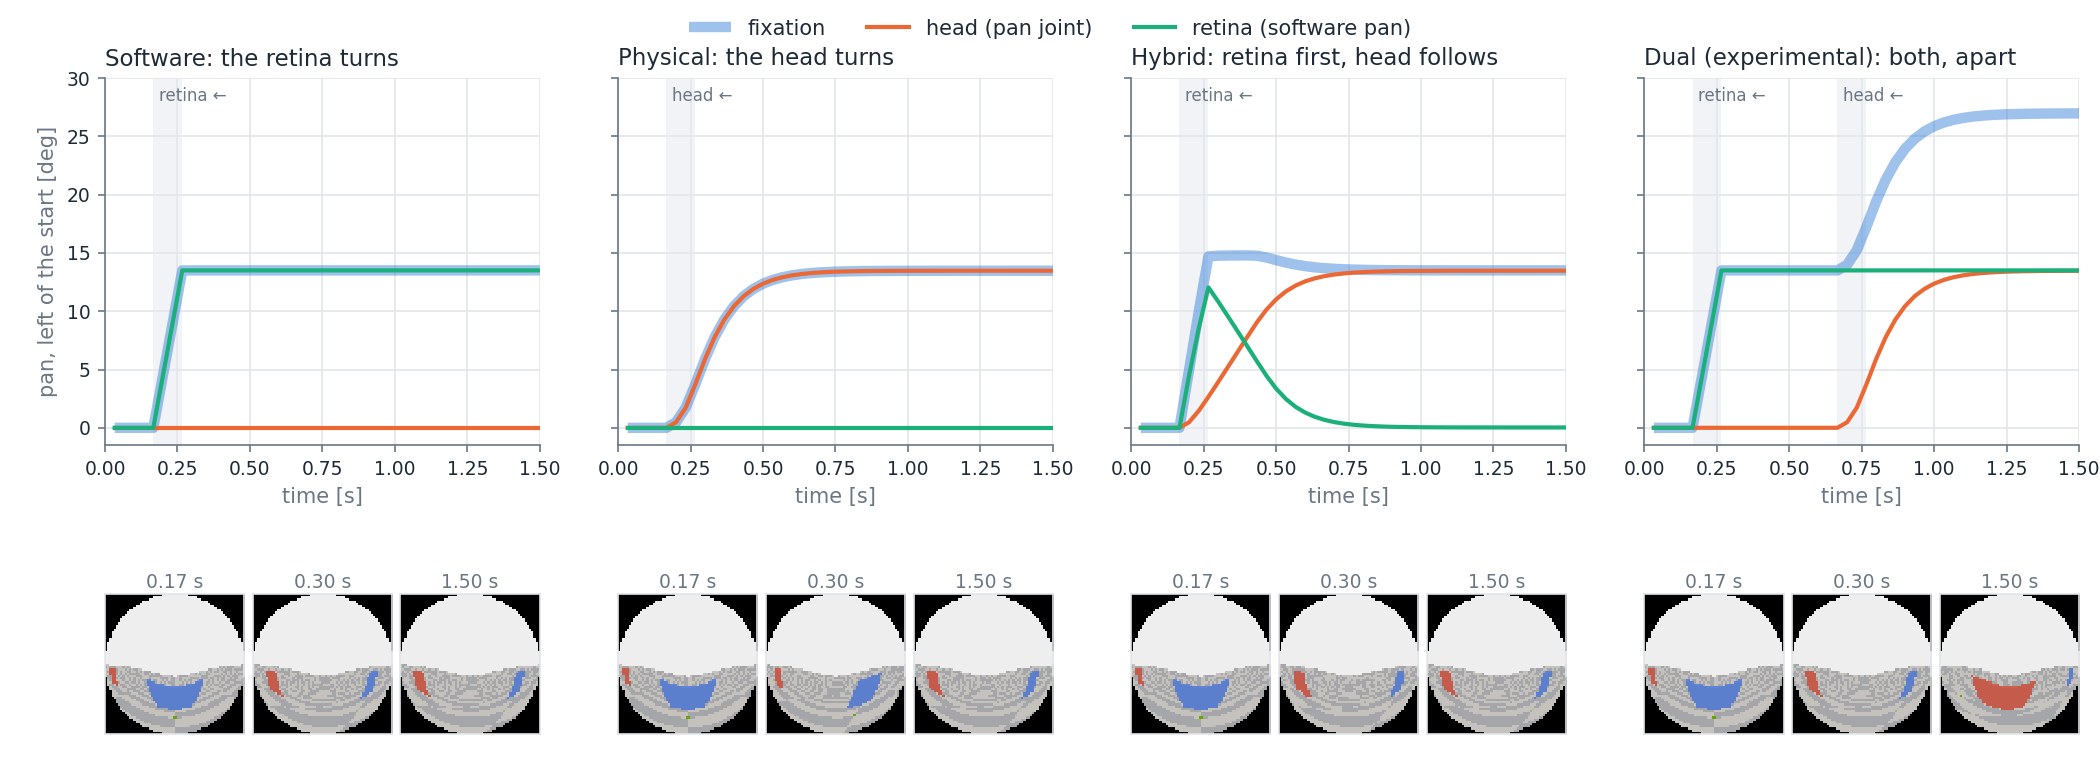 fixation head (pan joint) retina (software pan)
Software: the retina turns
Physical: the head turns
Hybrid: retina first, head follows
Dual (experimental): both, apart
retina ←
head ←
retina ←
retina ← head ←
pan, left of the start [deg]
30
25
20
15
10
5
0
0.00 0.25 0.50 0.75 1.00 1.25 1.50
0.00 0.25 0.50 0.75 1.00 1.25 1.50
0.00 0.25 0.50 0.75 1.00 1.25 1.50
0.00 0.25 0.50 0.75 1.00 1.25 1.50
time [s]
time [s]
time [s]
time [s]
0.17 s 0.30 s 1.50 s
0.17 s 0.30 s 1.50 s
0.17 s 0.30 s 1.50 s
0.17 s 0.30 s 1.50 s